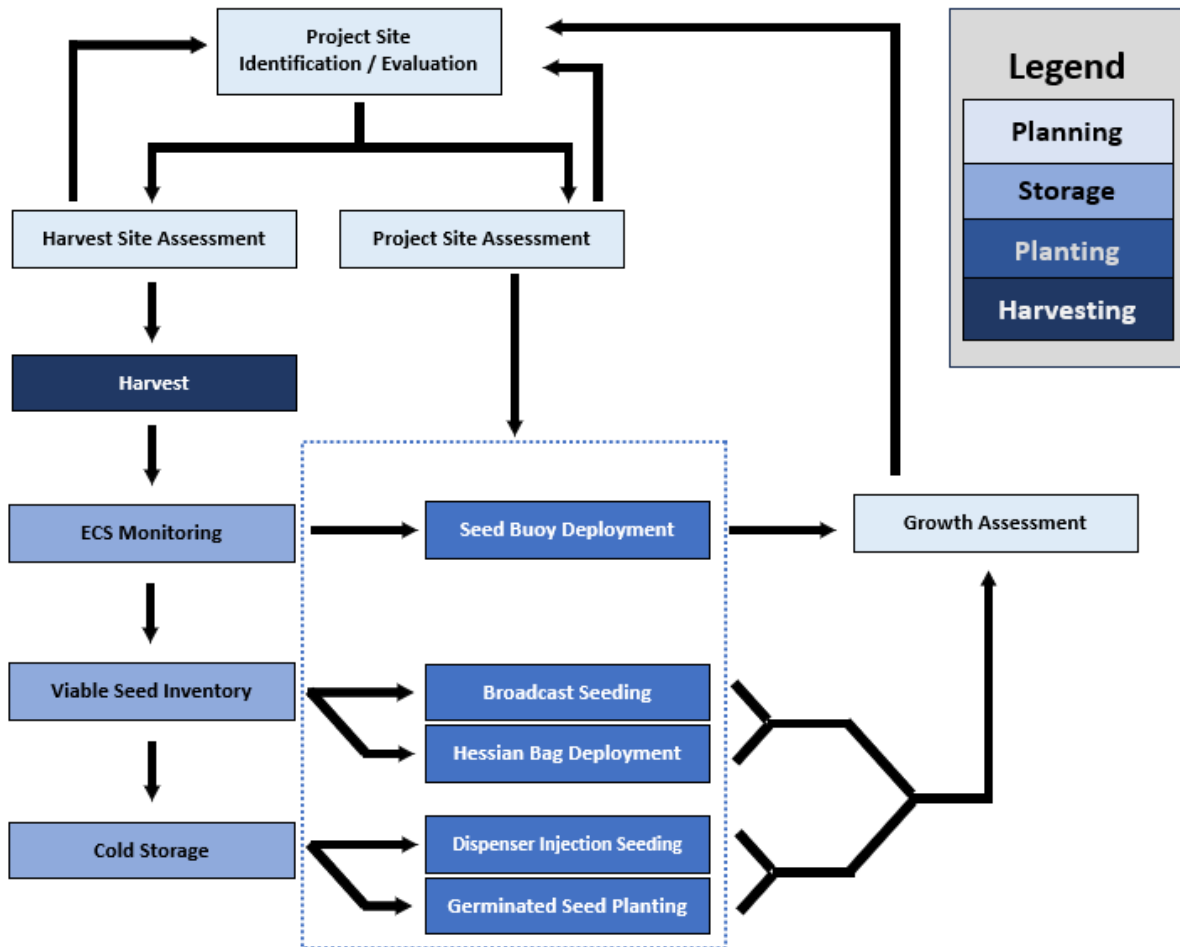 Project Site
Identification / Evaluation
Legend
Planning
Storage
Planting
Harvesting
Harvest Site Assessment
Project Site Assessment
Harvest
ECS Monitoring
Seed Buoy Deployment
Growth Assessment
Viable Seed Inventory
Broadcast Seeding
Hessian Bag Deployment
Cold Storage
Dispenser Injection Seeding
Germinated Seed Planting